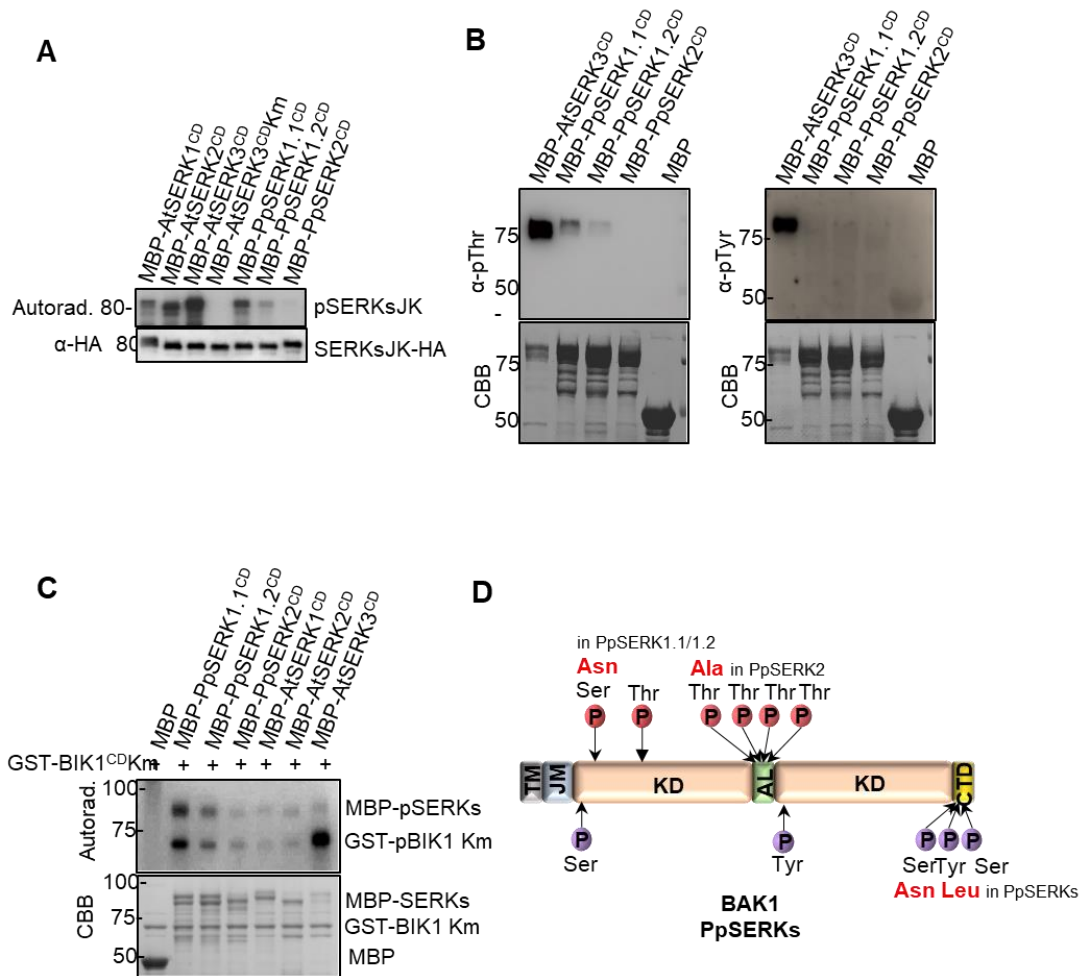 A
MBP-AtSERK1CD
MBP-AtSERK2CD
MBP-AtSERK3CD
MBP-AtSERK3CDKm
MBP-PpSERK1.1CD
MBP-PpSERK1.2CD
MBP-PpSERK2CD
Autorad. 80- pSERKsJK
α-HA 80 SERKsJK-HA
B
MBP-AtSERK3CD
MBP-PpSERK1.1CD
MBP-PpSERK1.2CD
MBP-PpSERK2CD
MBP
α-pThr
75
50
-
CBB
75
50
MBP-AtSERK3CD
MBP-PpSERK1.1CD
MBP-PpSERK1.2CD
MBP-PpSERK2CD
MBP
α-pTyr
75
50
CBB
75
50
C
MBP
MBP-PpSERK1.1CD
MBP-PpSERK1.2CD
MBP-PpSERK2CD
MBP-AtSERK1CD
MBP-AtSERK2CD
MBP-AtSERK3CD
GST-BIK1CDKm + + + + + + +
Autorad.
100
75
MBP-pSERKs
GST-pBIK1 Km
CBB
100
75
50
MBP-SERKs
GST-BIK1 Km
MBP
D
in PpSERK1.1/1.2
Asn Ala in PpSERK2
Ser Thr Thr Thr Thr Thr
P P P P P P
TM JM KD AL KD CTD
P P P P P
Ser Tyr SerTyr Ser
Asn Leu in PpSERKs
BAK1
PpSERKs